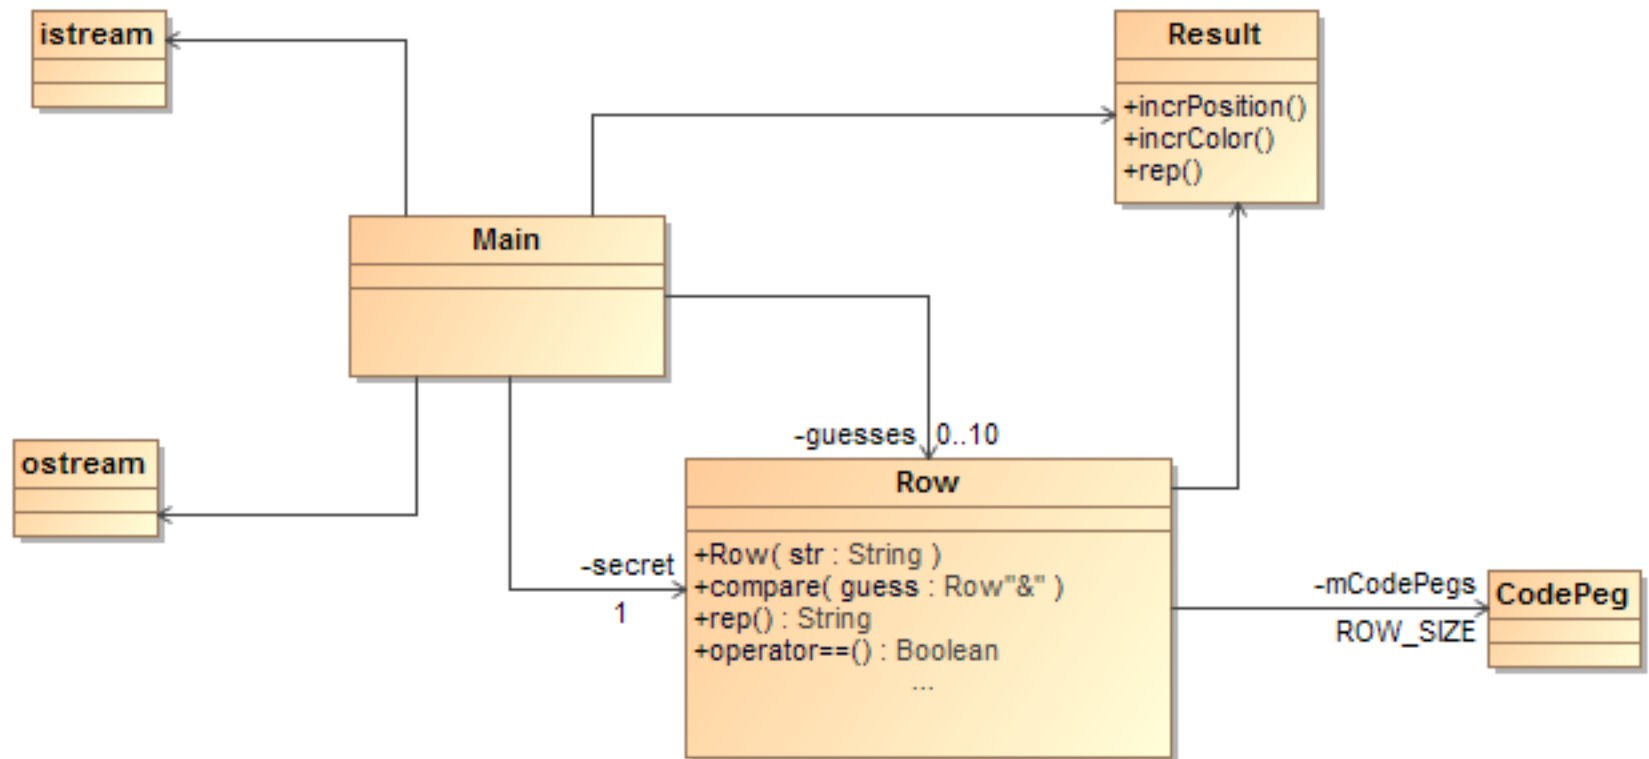 istream
Result
+incrPosition()
+incrColor()
+rep()
Main
-guesses 0..10
ostream
Row
+Row( str : String )
+compare( guess : Row"&" )
+rep() : String
+operator==() : Boolean
...
-secret
1
-mCodePegs
ROW_SIZE
CodePeg